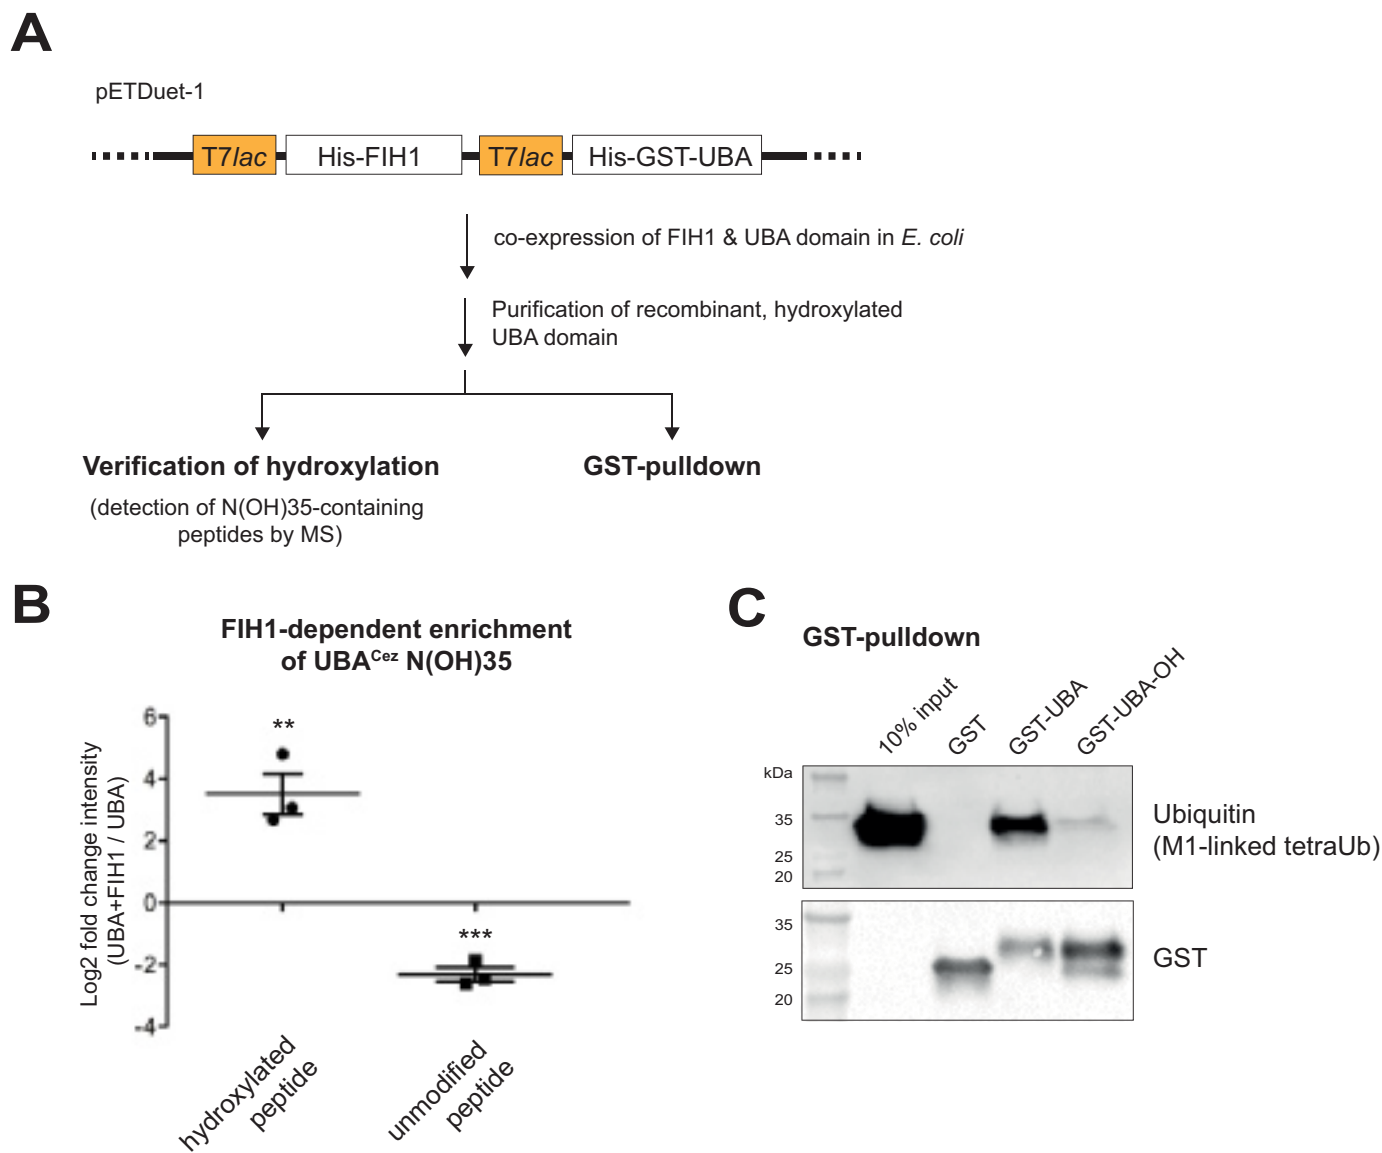 A
pETDuet-1
T7lac His-FIH1 T7lac His-GST-UBA
co-expression of FIH1 & UBA domain in E. coli
Purification of recombinant, hydroxylated
UBA domain
Verification of hydroxylation
(detection of N(OH)35-containing
peptides by MS)
GST-pulldown
B
FIH1-dependent enrichment
of UBACez N(OH)35
Log2 fold change intensity
(UBA+FIH1 / UBA)
6
4
2
0
-2
-4
**
***
hydroxylated
peptide
unmodified
peptide
C
GST-pulldown
10% input
GST
GST-UBA
GST-UBA-OH
kDa
35
25
20
Ubiquitin
(M1-linked tetraUb)
35
25
20
GST